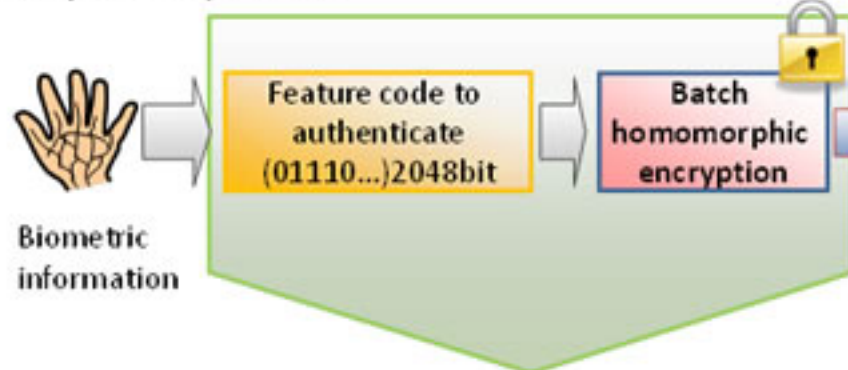 Feature code to
authenticate
(01110...)2048bit
Batch
homomorphic
encryption
Biometric
information